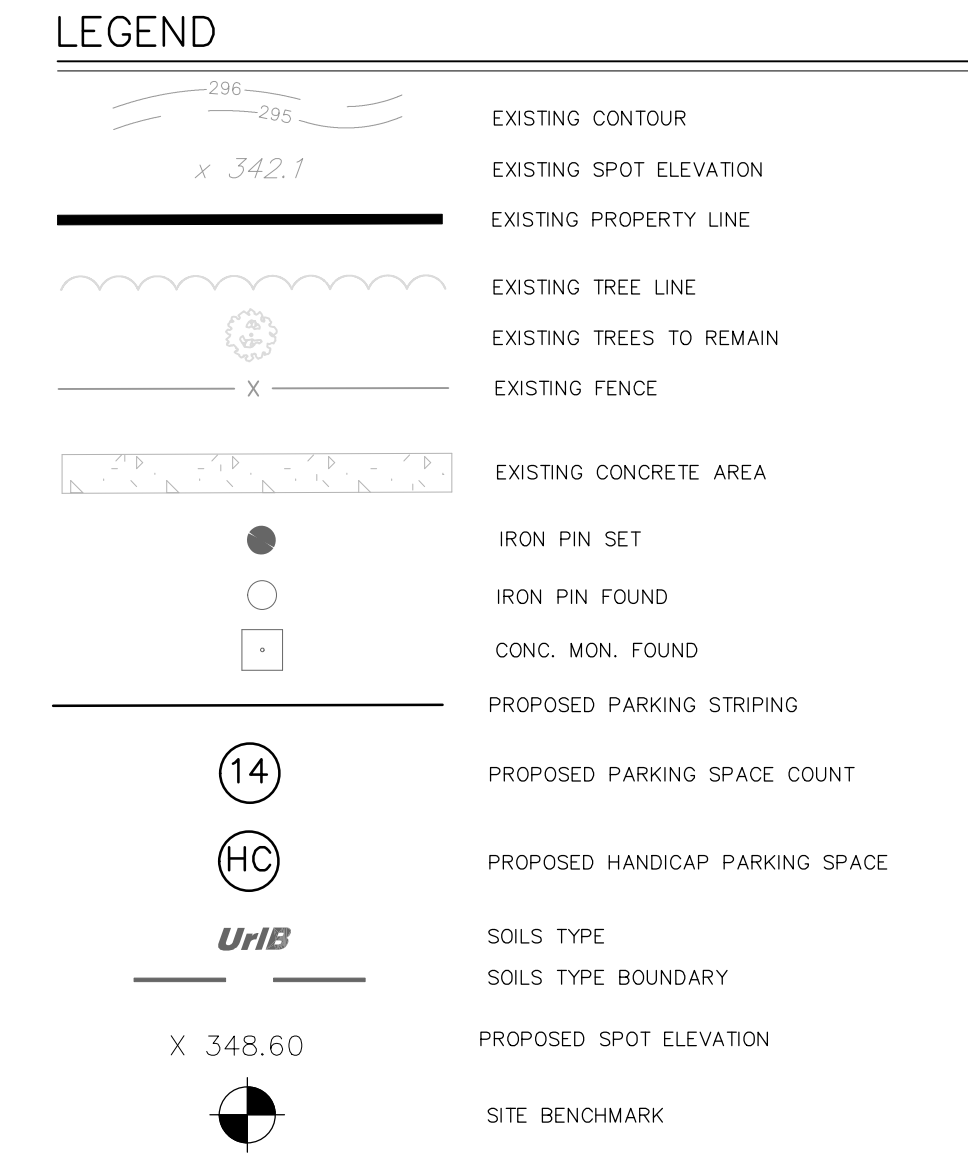 LEGEND
296
295
EXISTING CONTOUR
x 342.1
EXISTING SPOT ELEVATION
EXISTING PROPERTY LINE
EXISTING TREE LINE
EXISTING TREES TO REMAIN
X
EXISTING FENCE
EXISTING CONCRETE AREA
IRON PIN SET
IRON PIN FOUND
CONC. MON. FOUND
PROPOSED PARKING STRIPING
14
PROPOSED PARKING SPACE COUNT
HC
PROPOSED HANDICAP PARKING SPACE
UrlB
SOILS TYPE
SOILS TYPE BOUNDARY
X 348.60
PROPOSED SPOT ELEVATION
SITE BENCHMARK